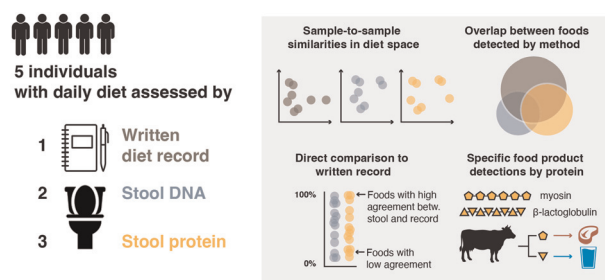 5 individuals
with daily diet assessed by
1
Written
diet record
2
Stool DNA
3
Stool protein
Sample-to-sample
similarities in diet space
Overlap between foods
detected by method
Direct comparison to
written record
100%
0%
Foods with high
agreement betw.
stool and record
Foods with
low agreement
Specific food product
detections by protein
myosin
β-lactoglobulin